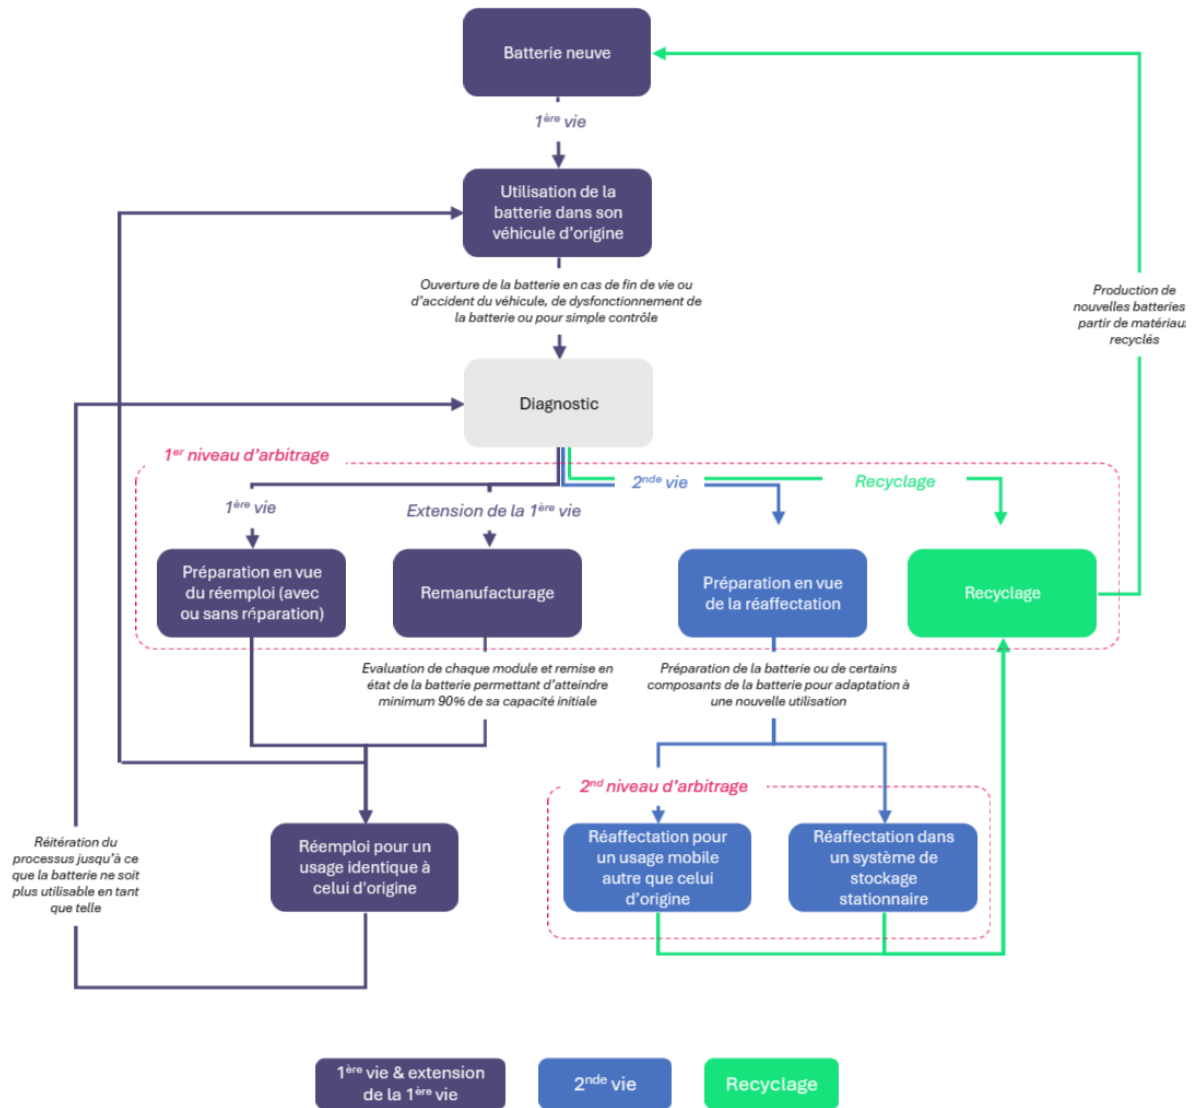 Batterie neuve
1ère vie
Utilisation de la
batterie dans son
véhicule d'origine
Ouverture de la batterie en cas de fin de vie ou
d'accident du véhicule, de dysfonctionnement de
la batterie ou pour simple contrôle
Production de
nouvelles batteries
partir de matériau
recyclés
Diagnostic
1er niveau d'arbitrage
1ère vie
Extension de la 1ère vie
2nde vie
Recyclage
Préparation en vue
du réemploi (avec
ou sans réparation)
Remanufacturage
Préparation en vue
de la réaffectation
Recyclage
Evaluation de chaque module et remise en
état de la batterie permettant d'atteindre
minimum 90% de sa capacité initiale
Préparation de la batterie ou de certains
composants de la batterie pour adaptation à
une nouvelle utilisation
2nd niveau d'arbitrage
Réitération du
processus jusqu'à ce
que la batterie ne soit
plus utilisable en tant
que telle
Réemploi pour un
usage identique à
celui d'origine
Réaffectation pour
un usage mobile
autre que celui
d'origine
Réaffectation dans
un système de
stockage
stationnaire
1ère vie & extension
de la 1ère vie
2nde vie
Recyclage